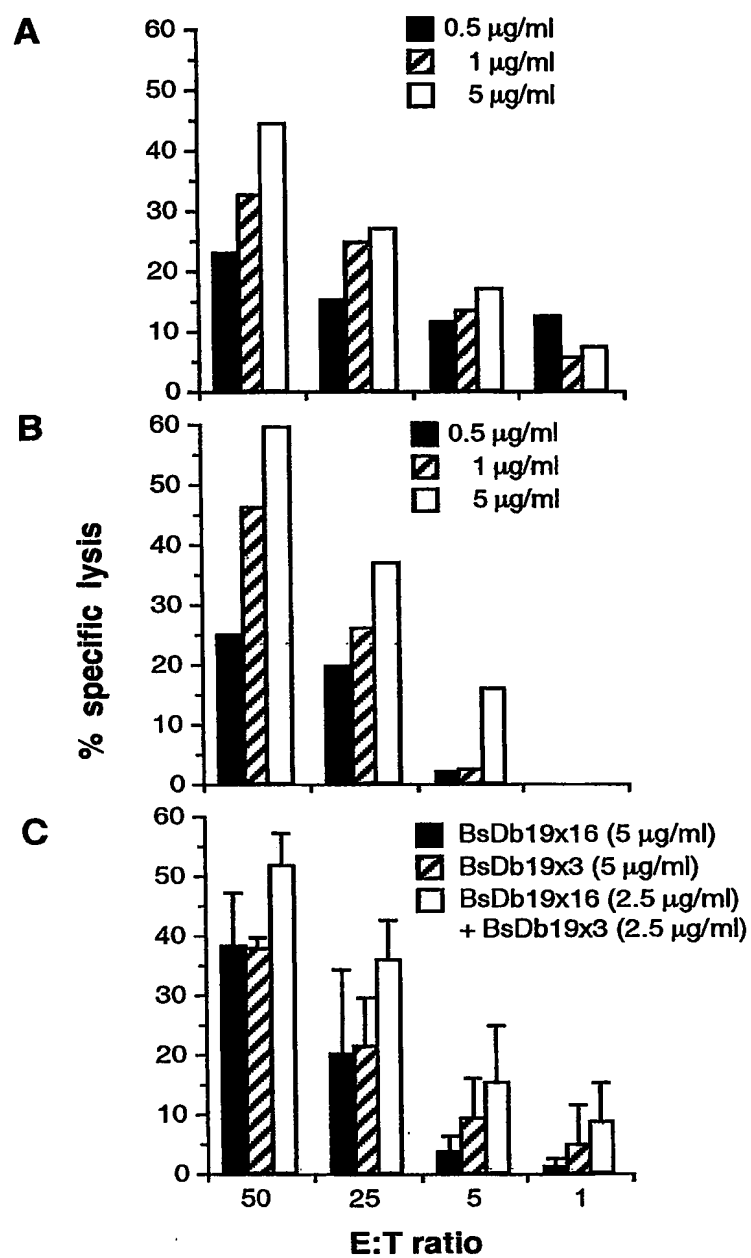 A
60
50
40
30
20
10
0
0.5 μg/ml
1 μg/ml
5 μg/ml
B
60
50
40
30
20
10
0
0.5 μg/ml
1 μg/ml
5 μg/ml
% specific lysis
C
60
50
40
30
20
10
0
BsDb19x16 (5 μg/ml)
BsDb19x3 (5 μg/ml)
BsDb19x16 (2.5 μg/ml)
+ BsDb19x3 (2.5 μg/ml)
50 25 5 1
E:T ratio